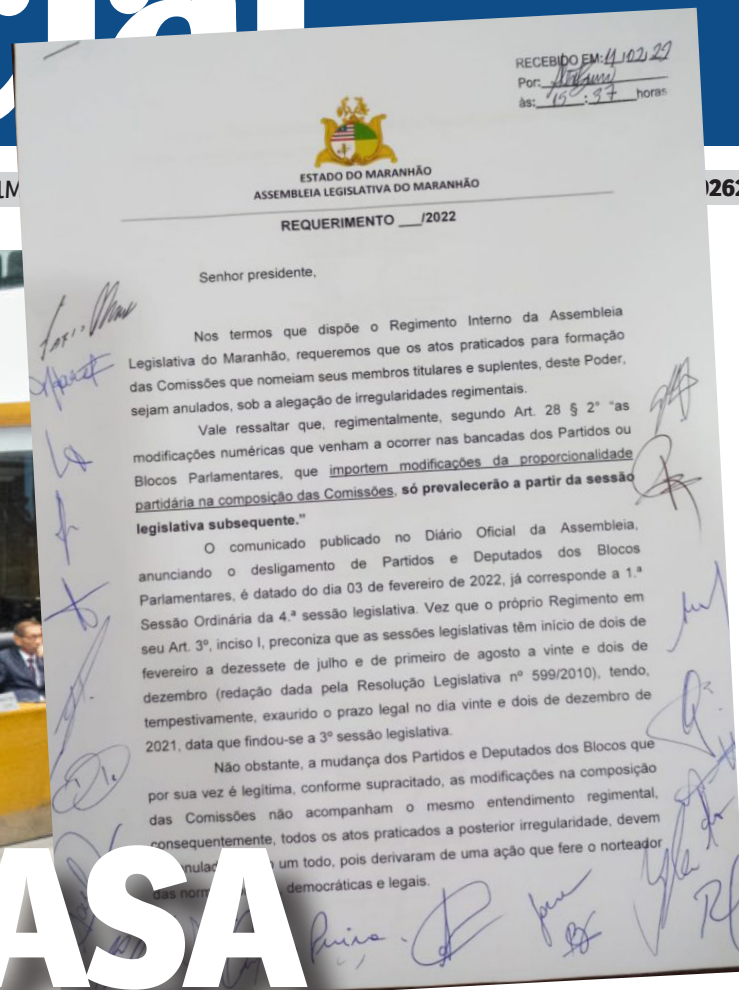 cial
RECEBIDO EM: 11/02/22
Por:
às: 15:37 horas
ESTADO DO MARANHÃO
ASSEMBLEIA LEGISLATIVA DO MARANHÃO
REQUERIMENTO ___/2022
Senhor presidente,
Nos termos que dispõe o Regimento Interno da Assembleia
Legislativa do Maranhão, requeremos que os atos praticados para formação
das Comissões que nomeiam seus membros titulares e suplentes, deste Poder,
sejam anulados, sob a alegação de irregularidades regimentais.
Vale ressaltar que, regimentalmente, segundo Art. 28 § 2° "as
modificações numéricas que venham a ocorrer nas bancadas dos Partidos ou
Blocos Parlamentares, que importem modificações da proporcionalidade
partidária na composição das Comissões, só prevalecerão a partir da sessão
legislativa subsequente."
O comunicado publicado no Diário Oficial da Assembleia,
anunciando o desligamento de Partidos e Deputados dos Blocos
Parlamentares, é datado do dia 03 de fevereiro de 2022, já corresponde a 1.ª
Sessão Ordinária da 4.ª sessão legislativa. Vez que o próprio Regimento em
seu Art. 3º, inciso I, preconiza que as sessões legislativas têm início de dois de
fevereiro a dezessete de julho e de primeiro de agosto a vinte e dois de
dezembro (redação dada pela Resolução Legislativa nº 599/2010), tendo,
tempestivamente, exaurido o prazo legal no dia vinte e dois de dezembro de
2021, data que findou-se a 3º sessão legislativa.
Não obstante, a mudança dos Partidos e Deputados dos Blocos que
por sua vez é legítima, conforme supracitado, as modificações na composição
das Comissões não acompanham o mesmo entendimento regimental,
consequentemente, todos os atos praticados a posterior irregularidade, devem
um todo, pois derivaram de uma ação que fere o norteador
das democráticas e legais.
ASA